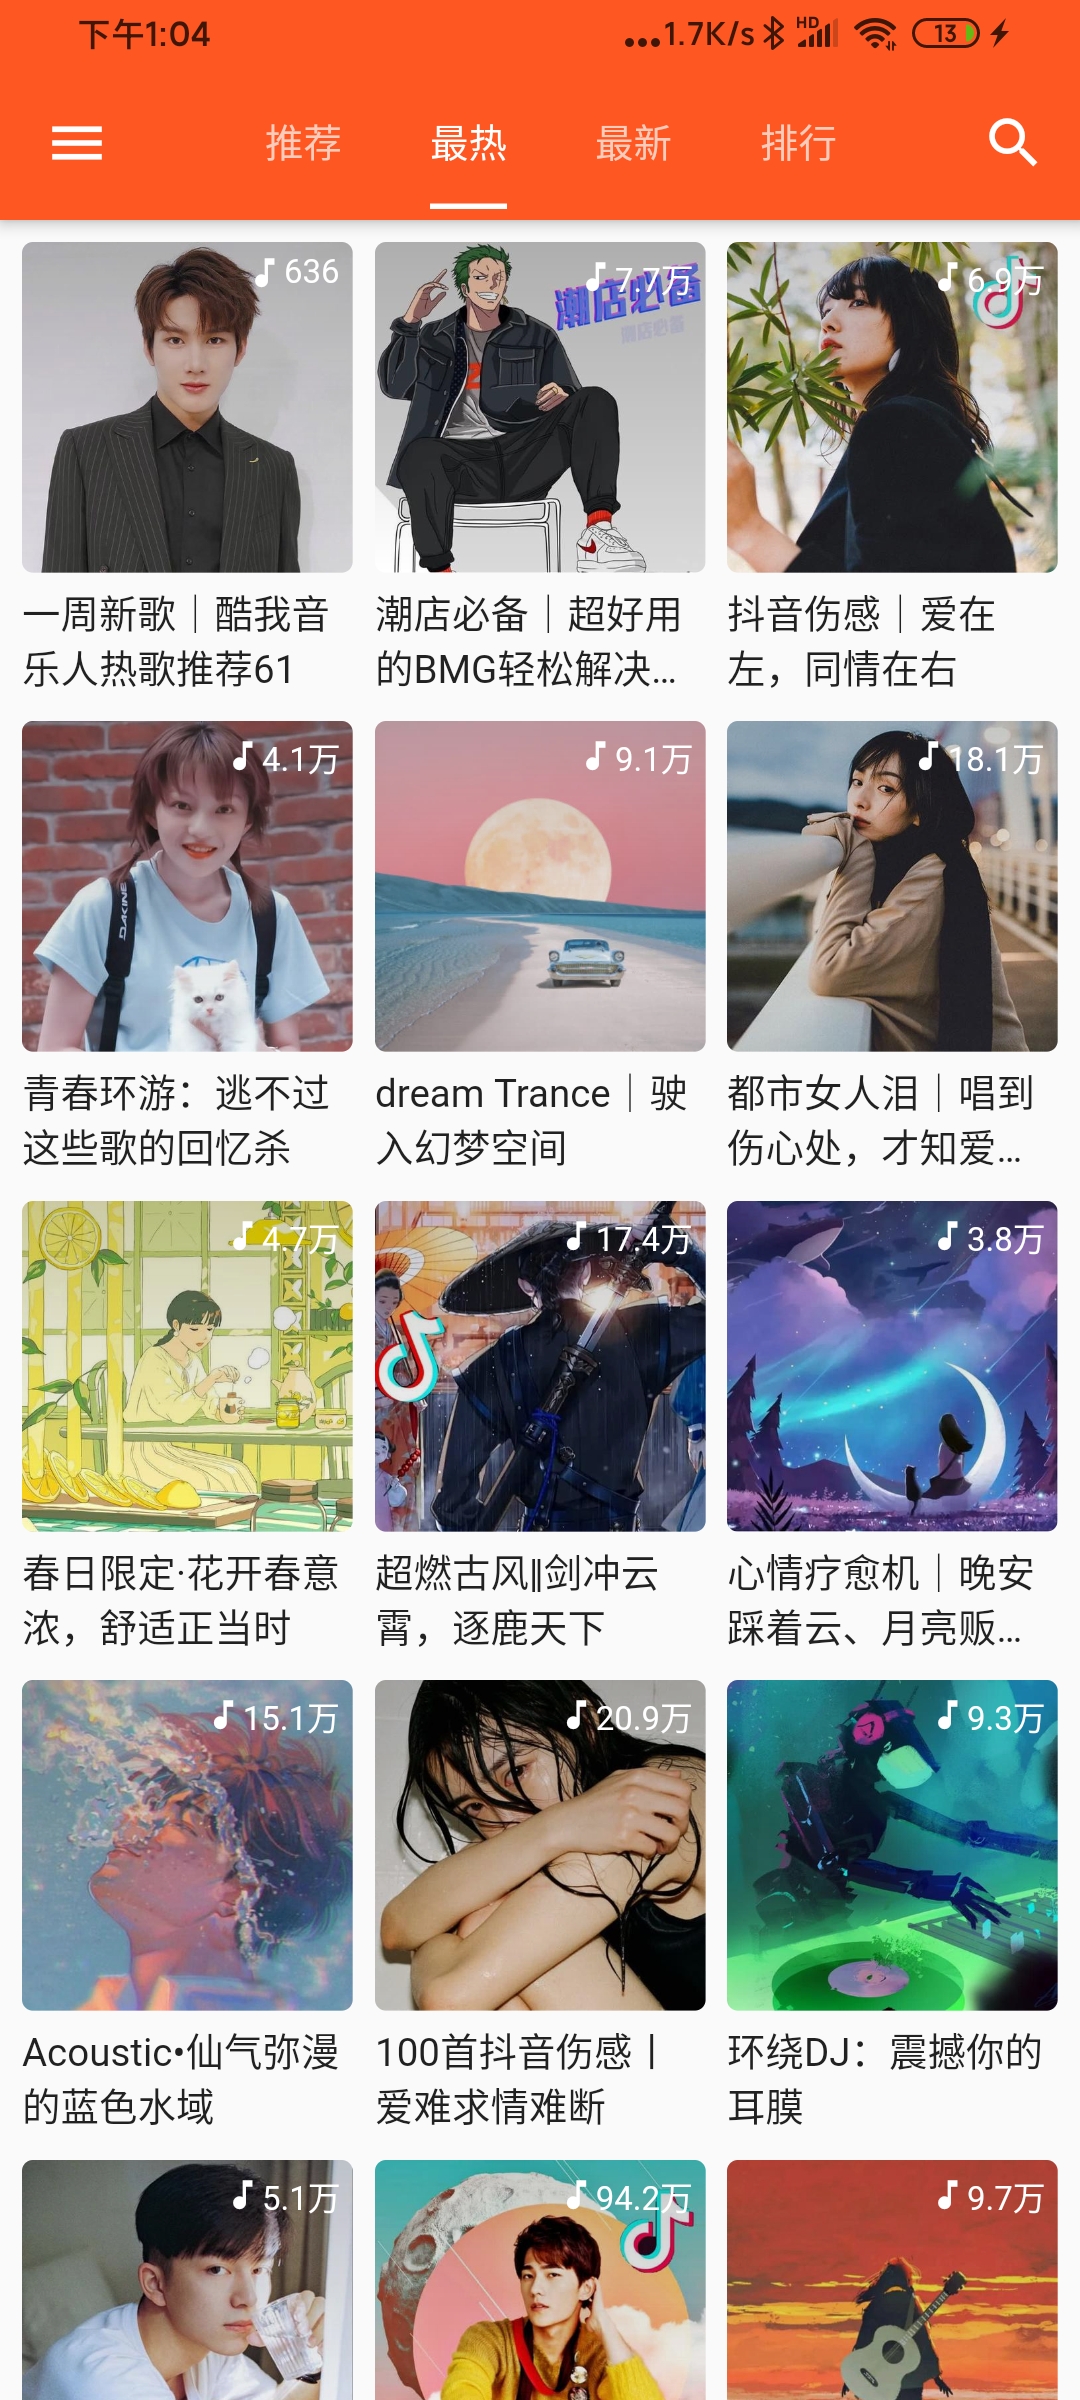 下午1:04
...1.7K/s
HD
13
推荐
最热
最新
排行
636
7.7万
潮店必备
潮店必备
6.9万
一周新歌｜酷我音
乐人热歌推荐61
潮店必备｜超好用
的BMG轻松解决...
抖音伤感｜爱在
左，同情在右
4.1万
DAKINE
9.1万
18.1万
青春环游：逃不过
这些歌的回忆杀
dream Trance｜驶
入幻梦空间
都市女人泪｜唱到
伤心处，才知爱...
4.7万
17.4万
3.8万
春日限定·花开春意
浓，舒适正当时
超燃古风‖剑冲云
霄，逐鹿天下
心情疗愈机｜晚安
踩着云、月亮贩...
15.1万
20.9万
9.3万
Acoustic•仙气弥漫
的蓝色水域
100首抖音伤感丨
爱难求情难断
环绕DJ：震撼你的
耳膜
5.1万
94.2万
9.7万